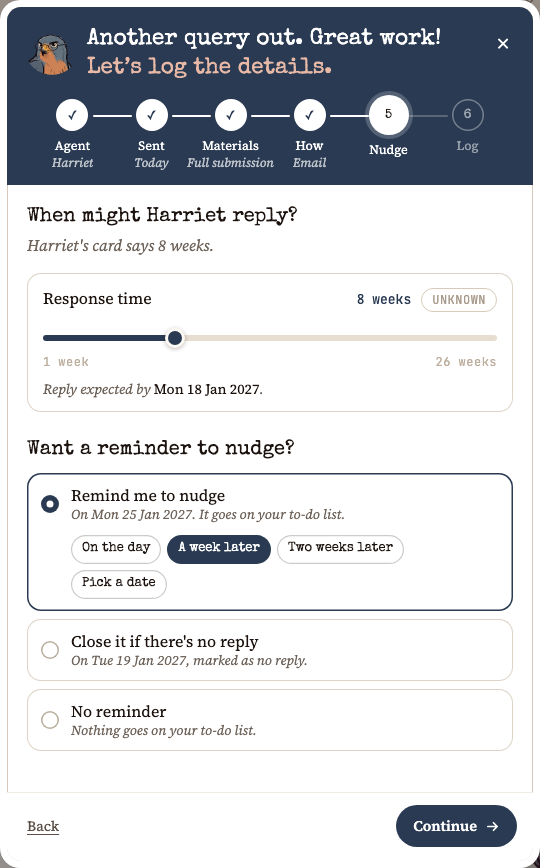 Another query out. Great work!
Let's log the details.
✓ ✓ ✓ ✓ 5 6
Agent Sent Materials How Nudge Log
Harriet Today Full submission Email
When might Harriet reply?
Harriet's card says 8 weeks.
Response time 8 weeks UNKNOWN
1 week 26 weeks
Reply expected by Mon 18 Jan 2027.
Want a reminder to nudge?
Remind me to nudge
On Mon 25 Jan 2027. It goes on your to-do list.
On the day A week later Two weeks later
Pick a date
Close it if there's no reply
On Tue 19 Jan 2027, marked as no reply.
No reminder
Nothing goes on your to-do list.
Back Continue →